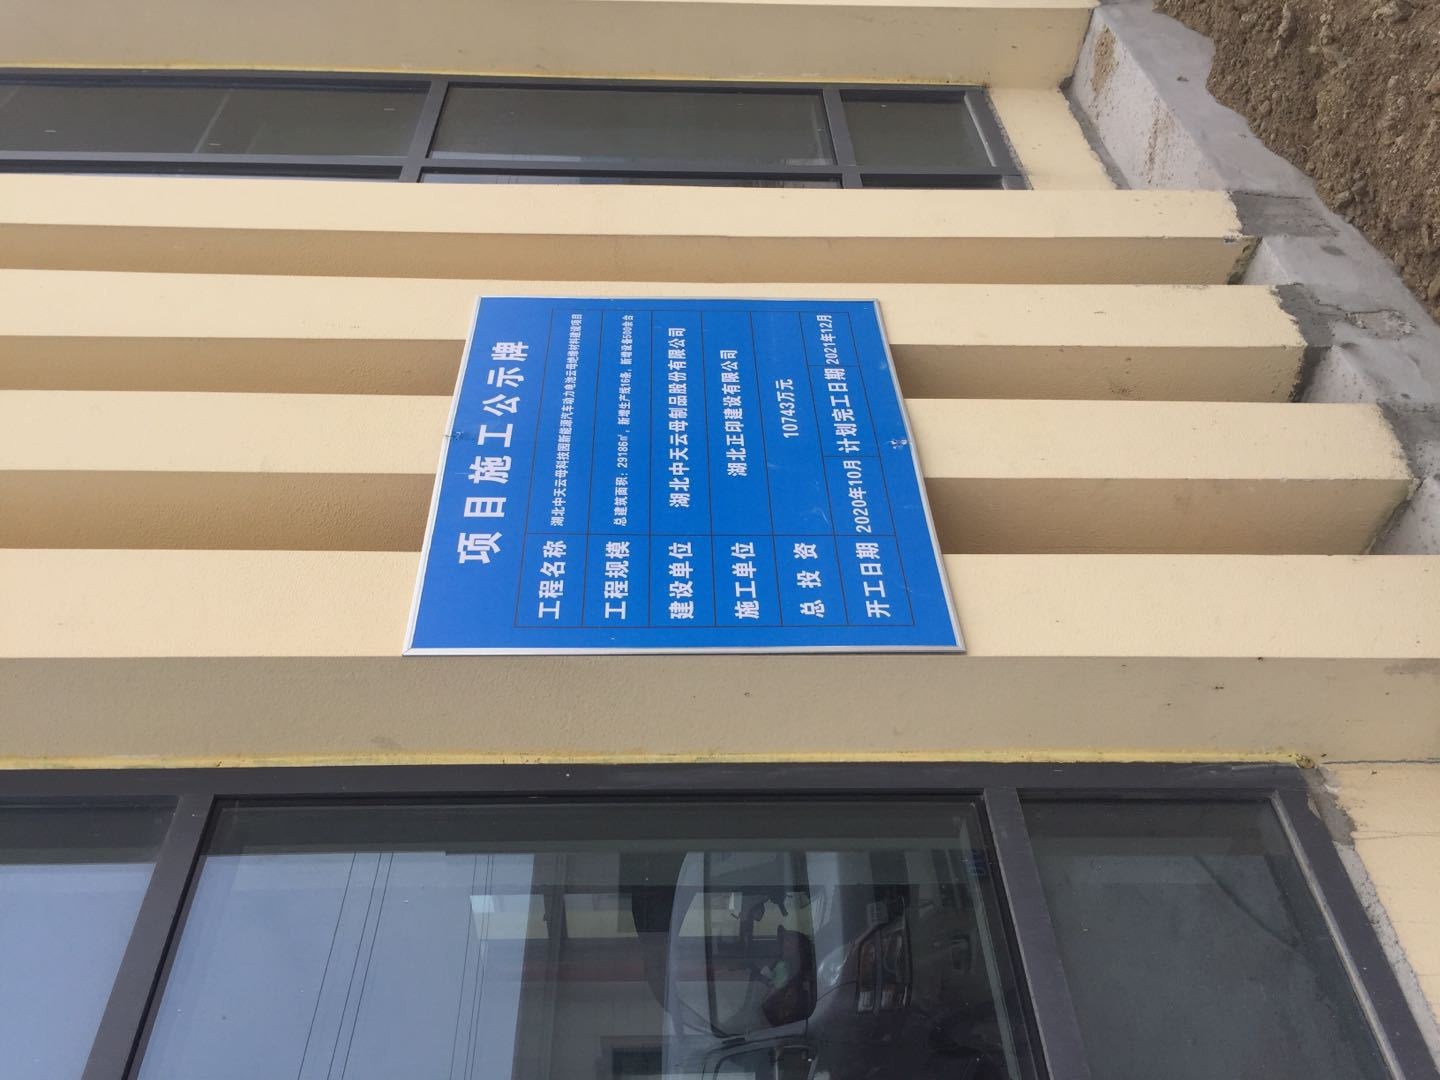 项目施工公示牌
工程名称 湖北中天云母科技园新能源汽车动力电池云母绝缘材料建设项目
工程规模 总建筑面积：29186㎡，新增生产线16条，新增设备500余台
建设单位 湖北中天云母制品股份有限公司
施工单位 湖北正印建设有限公司
总投资 10743万元
开工日期 2020年10月 计划完工日期 2021年12月